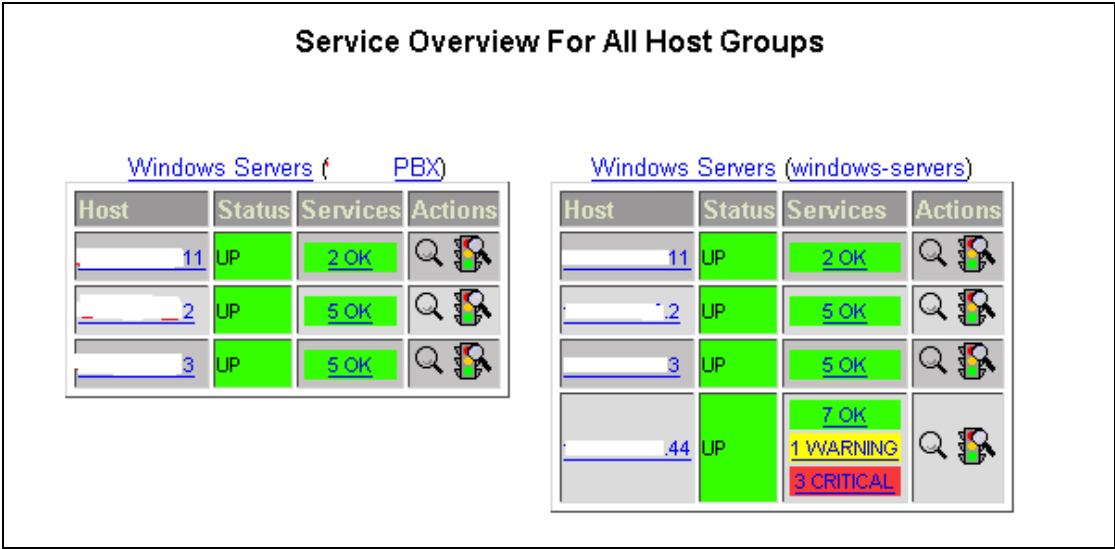 Service Overview For All Host Groups
Windows Servers ( PBX)
Host Status Services Actions
11 UP 2 OK
2 UP 5 OK
3 UP 5 OK
Windows Servers (windows-servers)
Host Status Services Actions
11 UP 2 OK
.2 UP 5 OK
3 UP 5 OK
.44 UP 7 OK
1 WARNING
3 CRITICAL